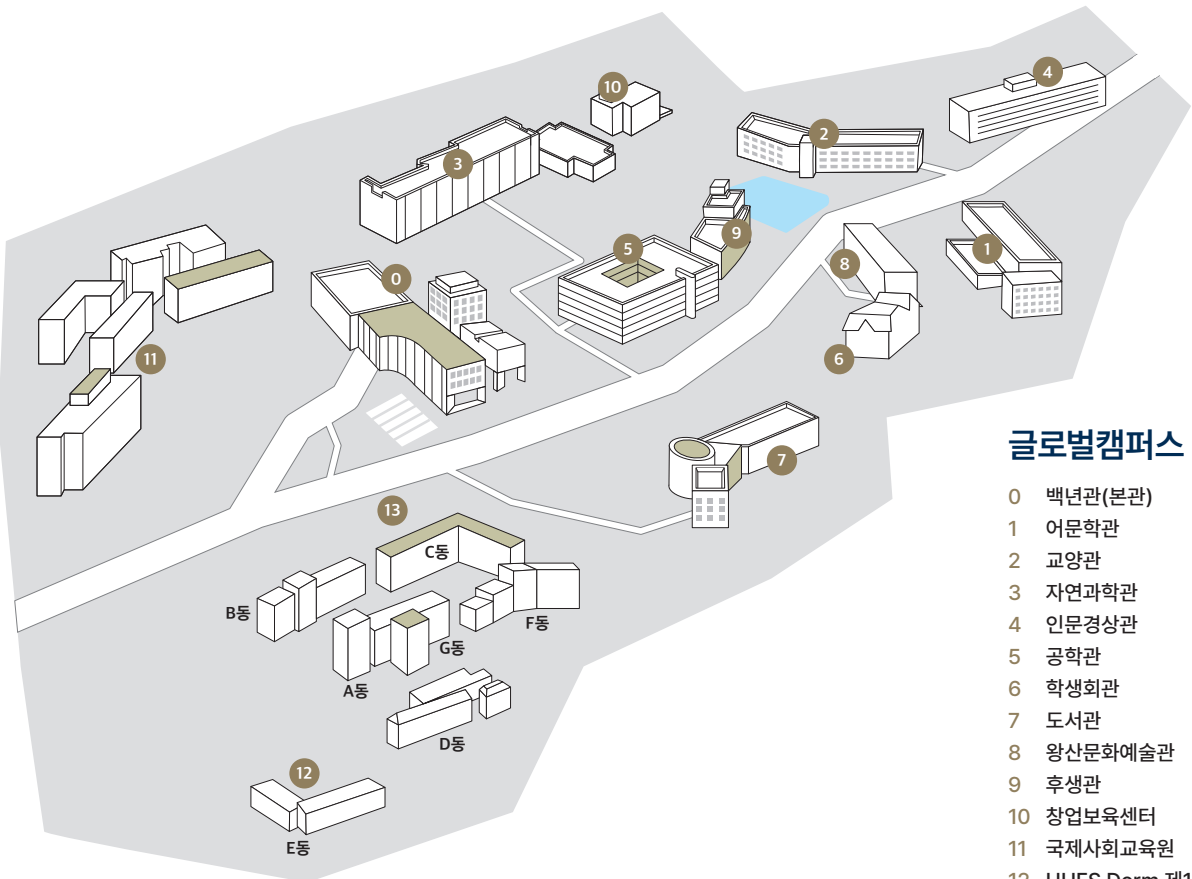 10
4
2
3
9
5
1
8
0
6
11
7
13
C동
B동
F동
G동
A동
D동
12
E동
글로벌캠퍼스
0 백년관(본관)
1 어문학관
2 교양관
3 자연과학관
4 인문경상관
5 공학관
6 학생회관
7 도서관
8 왕산문화예술관
9 후생관
10 창업보육센터
11 국제사회교육원